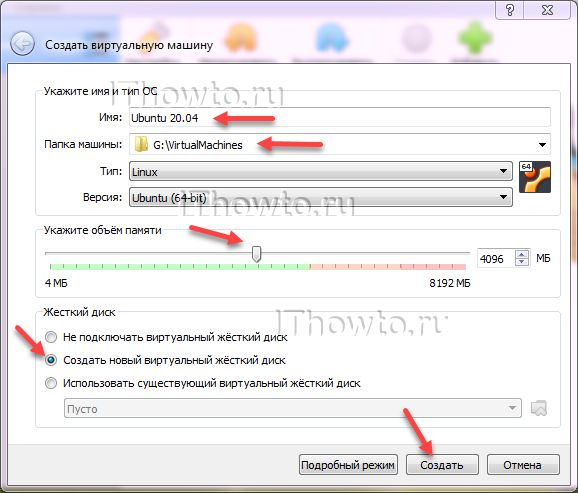 Создать виртуальную машину
IThowto.ru
Укажите имя и тип ОС
Имя: Ubuntu 20.04
Папка машины: G:\VirtualMachines
Тип: Linux
64
Версия: Ubuntu (64-bit)
IThowto.ru
Укажите объём памяти
4096 МБ
4 МБ 8192 МБ
Жесткий диск
IThowto.ru
Не подключать виртуальный жёсткий диск
Создать новый виртуальный жёсткий диск
Использовать существующий виртуальный жёсткий диск
Пусто
Подробный режим Создать Отмена